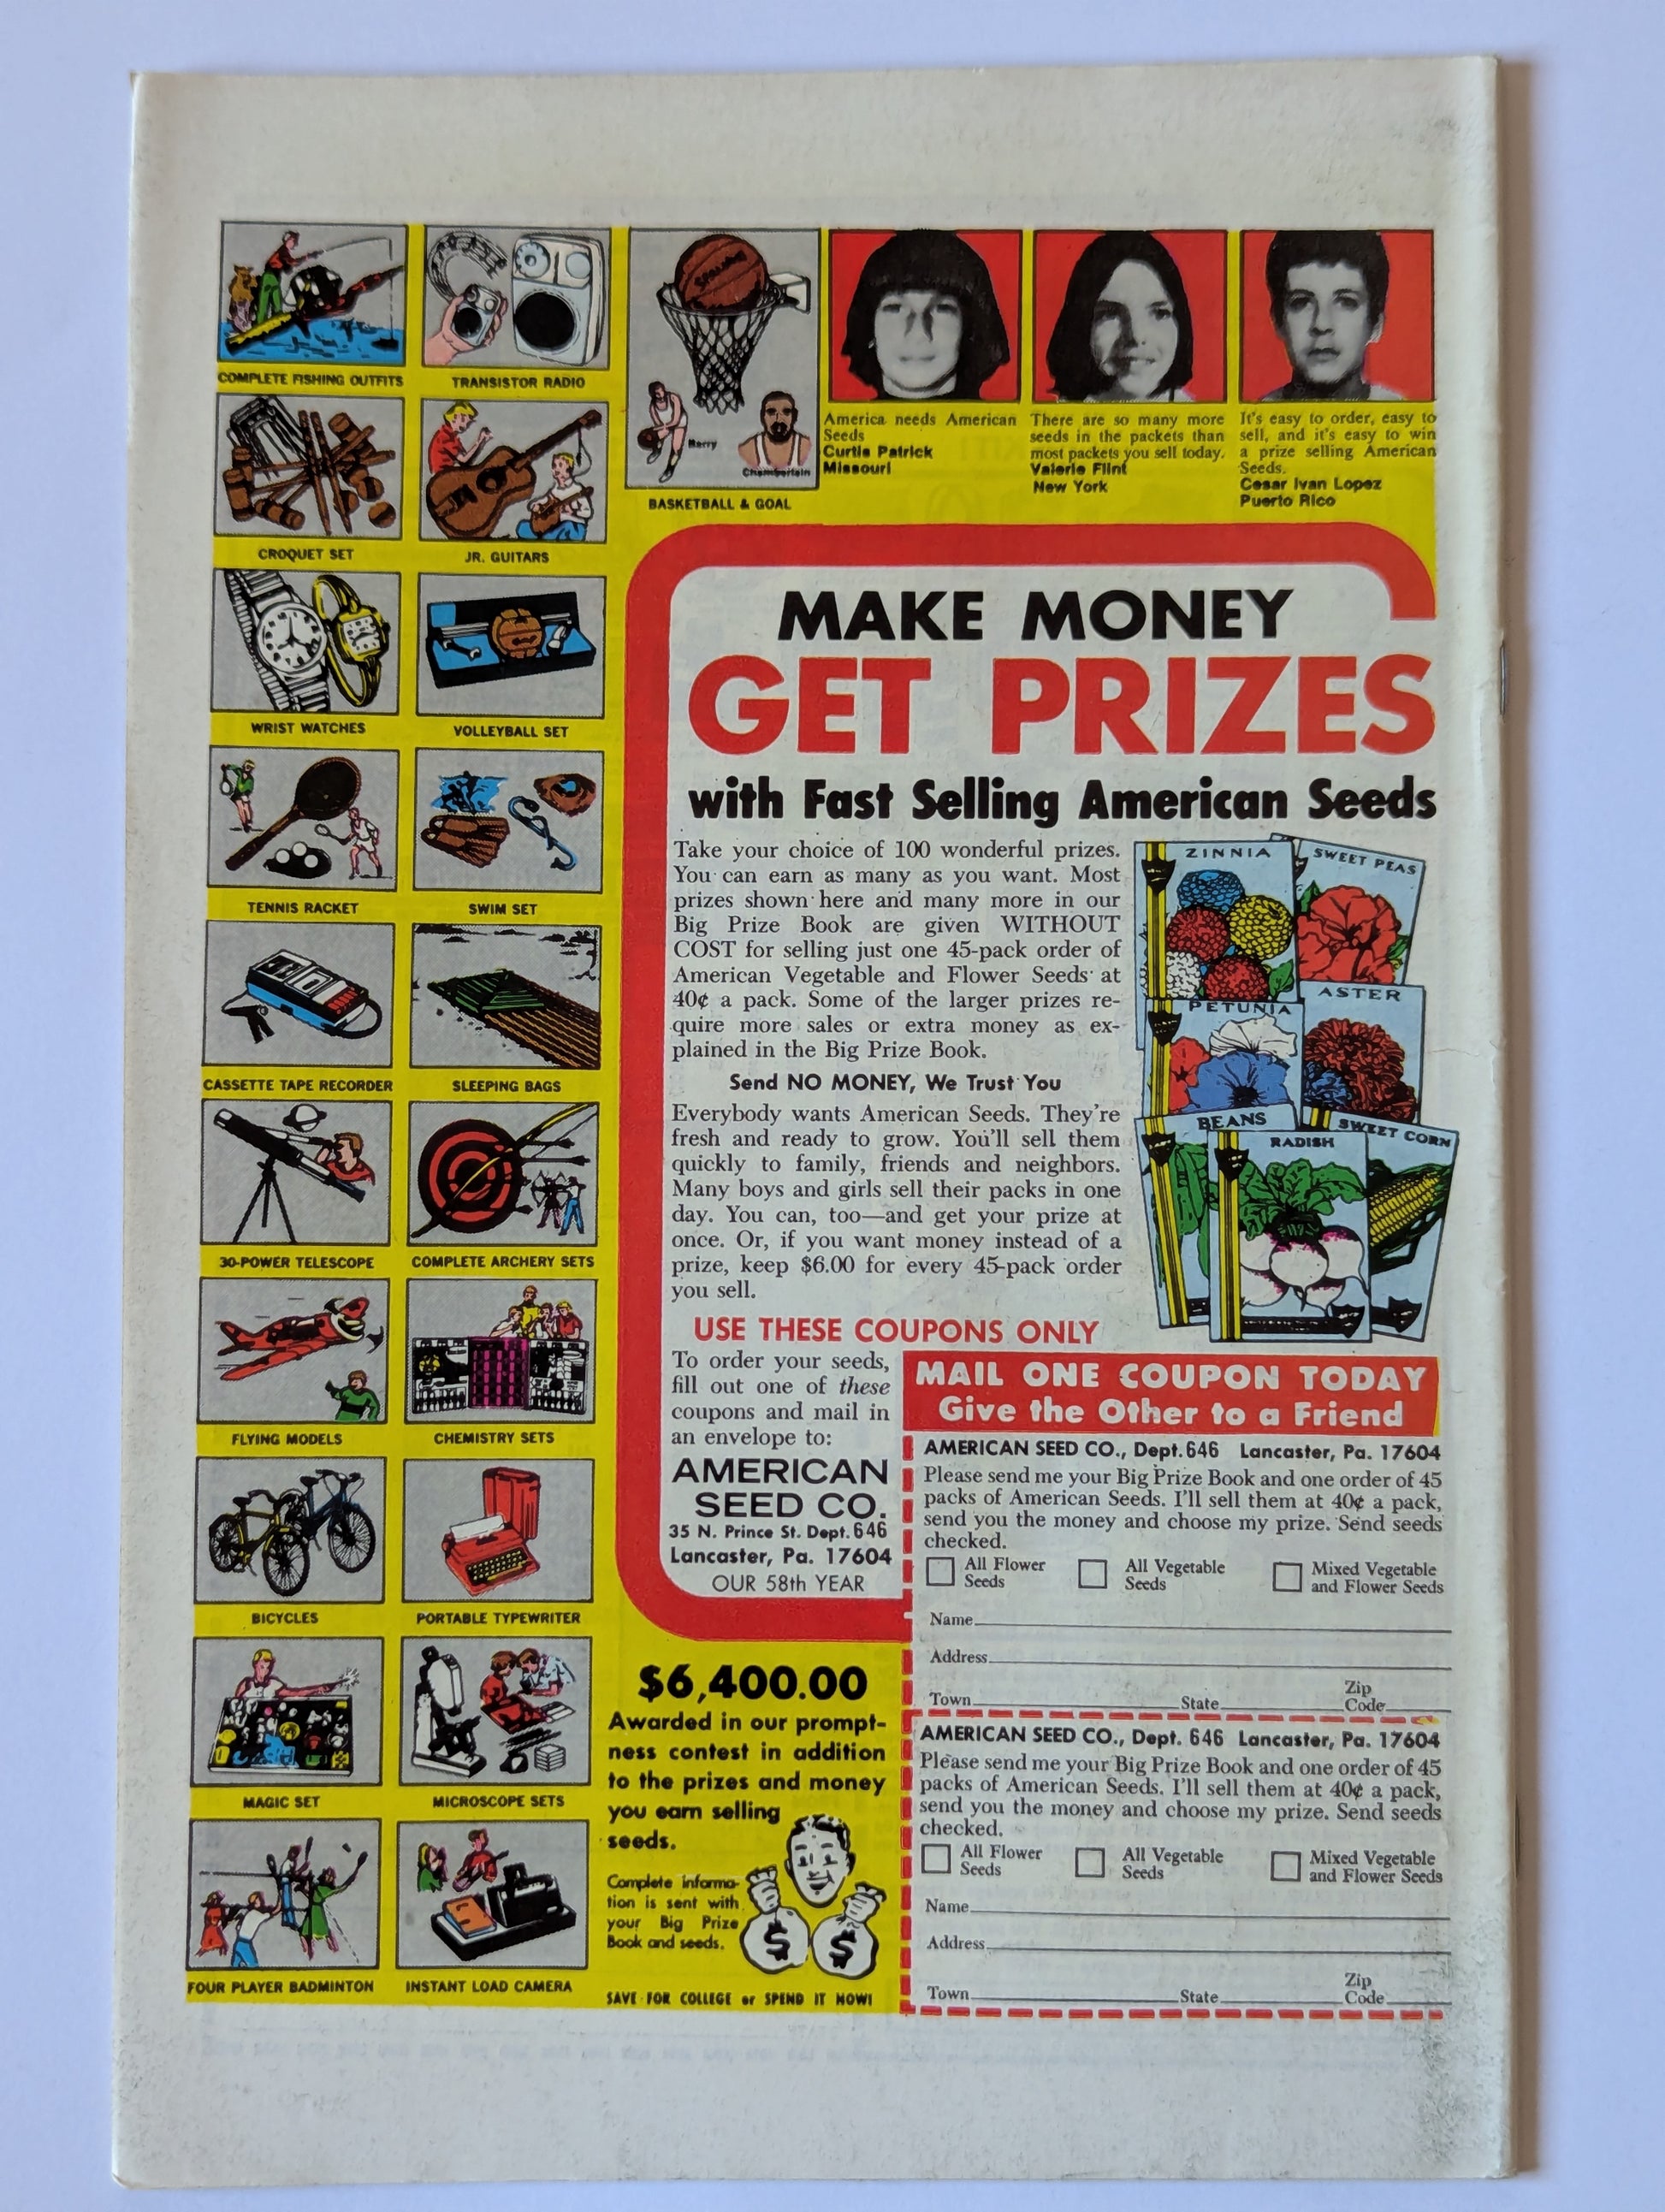 COMPLETE FISHING OUTFITS
TRANSISTOR RADIO
CROQUET SET
JR. GUITARS
WRIST WATCHES
VOLLEYBALL SET
TENNIS RACKET
SWIM SET
CASSETTE TAPE RECORDER
SLEEPING BAGS
30-POWER TELESCOPE
COMPLETE ARCHERY SETS
FLYING MODELS
CHEMISTRY SETS
BICYCLES
PORTABLE TYPEWRITER
MAGIC SET
MICROSCOPE SETS
FOUR PLAYER BADMINTON
INSTANT LOAD CAMERA
SPALDING
Barry
Chamberlain
BASKETBALL & GOAL
America needs American
Seeds
Curtis Patrick
Missouri
There are so many more
seeds in the packets than
most packets you sell today.
Valerie Flint
New York
It's easy to order, easy to
sell, and it's easy to win
a prize selling American
Seeds.
Cesar Ivan Lopez
Puerto Rico
MAKE MONEY
GET PRIZES
with Fast Selling American Seeds
Take your choice of 100 wonderful prizes.
You can earn as many as you want. Most
prizes shown here and many more in our
Big Prize Book are given WITHOUT
COST for selling just one 45-pack order of
American Vegetable and Flower Seeds at
40¢ a pack. Some of the larger prizes re-
quire more sales or extra money as ex-
plained in the Big Prize Book.
Send NO MONEY, We Trust You
Everybody wants American Seeds. They're
fresh and ready to grow. You'll sell them
quickly to family, friends and neighbors.
Many boys and girls sell their packs in one
day. You can, too—and get your prize at
once. Or, if you want money instead of a
prize, keep $6.00 for every 45-pack order
you sell.
ZINNIA
SWEET PEAS
PETUNIA
ASTER
BEANS
RADISH
SWEET CORN
USE THESE COUPONS ONLY
To order your seeds,
fill out one of these
coupons and mail in
an envelope to:
AMERICAN
SEED CO.
35 N. Prince St. Dept. 646
Lancaster, Pa. 17604
OUR 58th YEAR
$6,400.00
Awarded in our prompt-
ness contest in addition
to the prizes and money
you earn selling
seeds.
Complete informa-
tion is sent with
your Big Prize
Book and seeds.
$ $
SAVE FOR COLLEGE or SPEND IT NOW!
MAIL ONE COUPON TODAY
Give the Other to a Friend
AMERICAN SEED CO., Dept. 646 Lancaster, Pa. 17604
Please send me your Big Prize Book and one order of 45
packs of American Seeds. I'll sell them at 40¢ a pack,
send you the money and choose my prize. Send seeds
checked.
All Flower
Seeds
All Vegetable
Seeds
Mixed Vegetable
and Flower Seeds
Name
Address
Town State Zip
Code
AMERICAN SEED CO., Dept. 646 Lancaster, Pa. 17604
Please send me your Big Prize Book and one order of 45
packs of American Seeds. I'll sell them at 40¢ a pack,
send you the money and choose my prize. Send seeds
checked.
All Flower
Seeds
All Vegetable
Seeds
Mixed Vegetable
and Flower Seeds
Name
Address
Town State Zip
Code